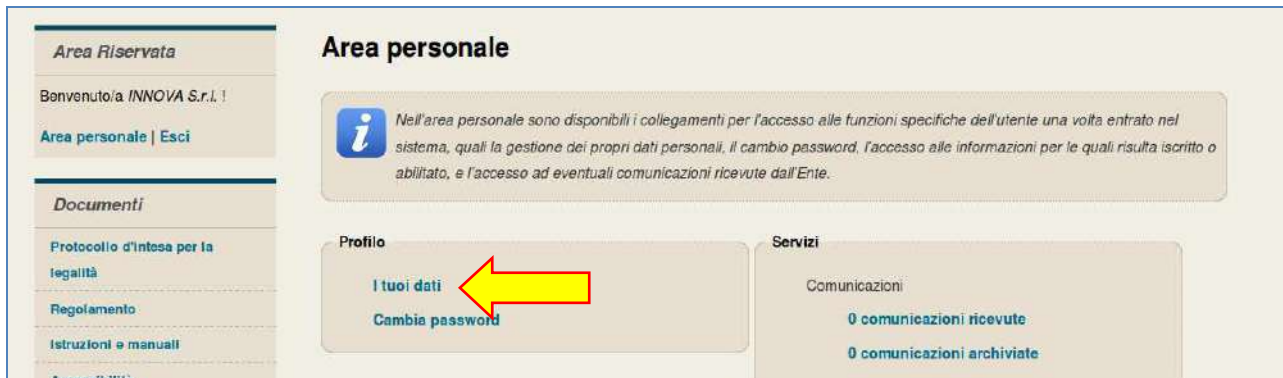 Area Riservata
Benvenuto/a INNOVA S.r.l. !
Area personale | Esci
Documenti
Protocollo d'intesa per la
legalità
Regolamento
Istruzioni e manuali
Area personale
Nell'area personale sono disponibili i collegamenti per l'accesso alle funzioni specifiche dell'utente una volta entrato nel
sistema, quali la gestione dei propri dati personali, il cambio password, l'accesso alle informazioni per le quali risulta iscritto o
abilitato, e l'accesso ad eventuali comunicazioni ricevute dall'Ente.
Profilo
I tuoi dati
Cambia password
Servizi
Comunicazioni
0 comunicazioni ricevute
0 comunicazioni archiviate